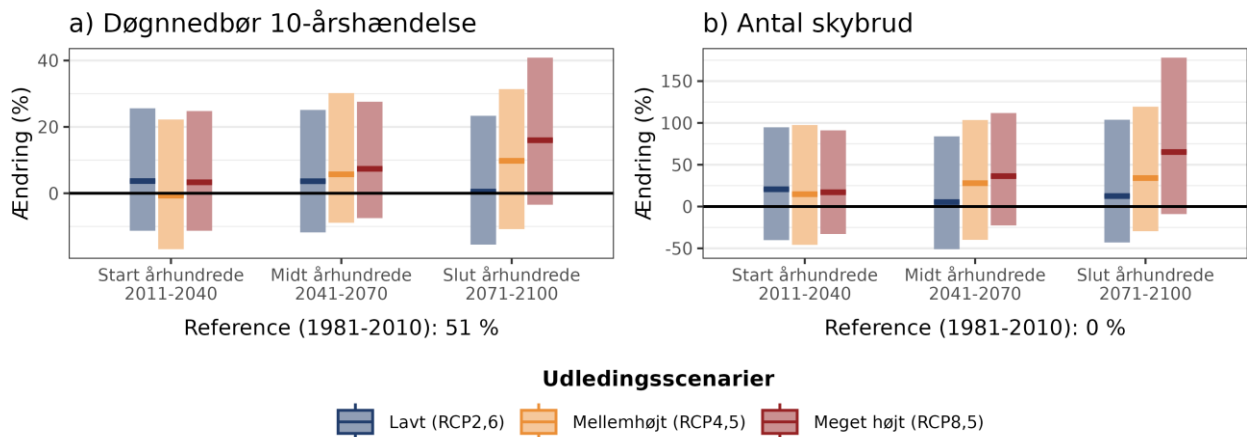 a) Døgnnedbør 10-årshændelse
b) Antal skybrud
Ændring (%)
40
20
0
Start århundrede
2011-2040
Midt århundrede
2041-2070
Slut århundrede
2071-2100
Reference (1981-2010): 51 %
Ændring (%)
150
100
50
0
-50
Start århundrede
2011-2040
Midt århundrede
2041-2070
Slut århundrede
2071-2100
Reference (1981-2010): 0 %
Udledningsscenarier
Lavt (RCP2,6)
Mellemhøjt (RCP4,5)
Meget højt (RCP8,5)